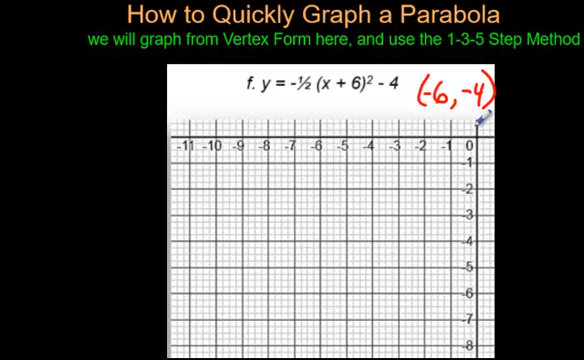 How to Quickly Graph a Parabola
we will graph from Vertex Form here, and use the 1-3-5 Step Method
f. y = -½ (x + 6)² - 4 (-6, -4)
-11 -10 -9 -8 -7 -6 -5 -4 -3 -2 -1 0
-1
-2
-3
-4
-5
-6
-7
-8